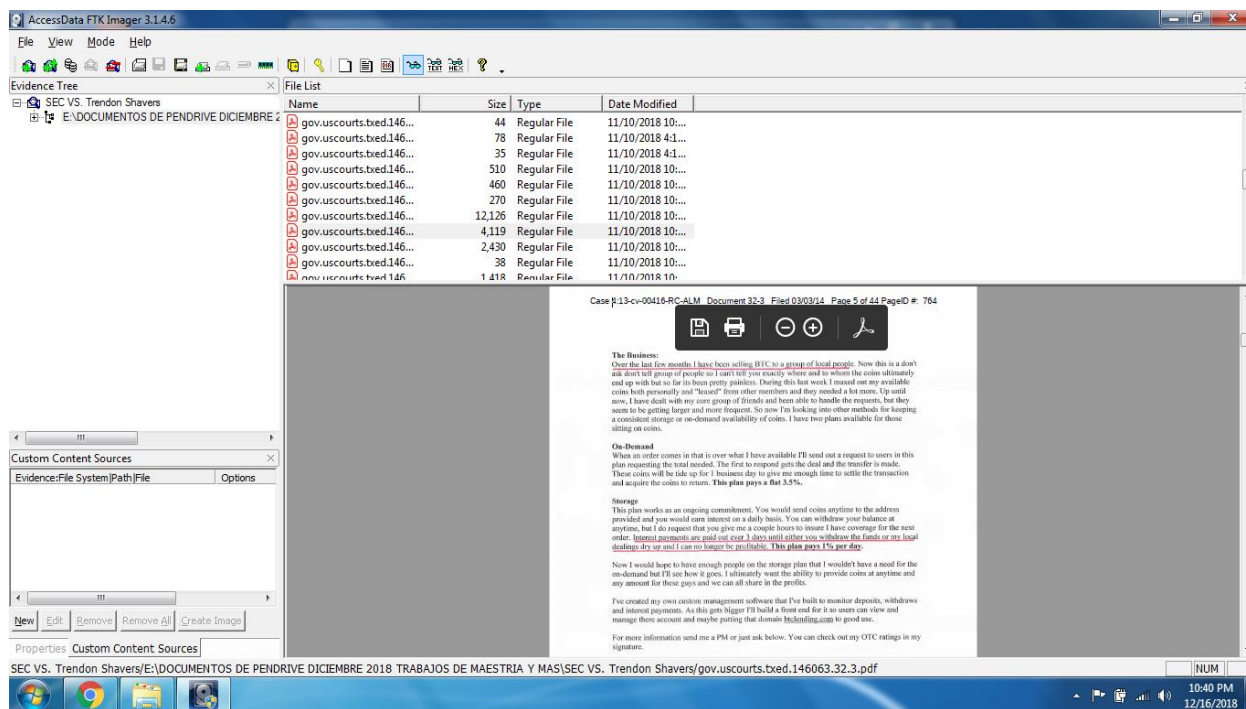 AccessData FTK Imager 3.1.4.6
File View Mode Help
Evidence Tree
SEC VS. Trendon Shavers
E:\DOCUMENTOS DE PENDRIVE DICIEMBRE 2
File List
Name Size Type Date Modified
gov.uscourts.txed.146... 44 Regular File 11/10/2018 10:...
gov.uscourts.txed.146... 78 Regular File 11/10/2018 4:1...
gov.uscourts.txed.146... 35 Regular File 11/10/2018 4:1...
gov.uscourts.txed.146... 510 Regular File 11/10/2018 10:...
gov.uscourts.txed.146... 460 Regular File 11/10/2018 10:...
gov.uscourts.txed.146... 270 Regular File 11/10/2018 10:...
gov.uscourts.txed.146... 12,126 Regular File 11/10/2018 10:...
gov.uscourts.txed.146... 4,119 Regular File 11/10/2018 10:...
gov.uscourts.txed.146... 2,430 Regular File 11/10/2018 10:...
gov.uscourts.txed.146... 38 Regular File 11/10/2018 10:...
gov.uscourts.txed.146 1,418 Regular File 11/10/2018 10:
Case 4:13-cv-00416-RC-ALM Document 32-3 Filed 03/03/14 Page 5 of 44 PageID #: 764
The Business:
Over the last few months I have been selling BTC to a group of local people. Now this is a don't
ask don't tell group of people so I can't tell you exactly where and to whom the coins ultimately
end up with but so far its been pretty painless. During this last week I maxed out my available
coins both personally and "leased" from other members and they needed a lot more. Up until
now, I have dealt with my core group of friends and been able to handle the requests, but they
seem to be getting larger and more frequent. So now I'm looking into other methods for keeping
a consistent storage or on-demand availability of coins. I have two plans available for those
sitting on coins.
On-Demand
When an order comes in that is over what I have available I'll send out a request to users in this
plan requesting the total needed. The first to respond gets the deal and the transfer is made.
These coins will be tide up for 1 business day to give me enough time to settle the transaction
and acquire the coins to return. This plan pays a flat 3.5%.
Storage
This plan works as an ongoing commitment. You would send coins anytime to the address
provided and you would earn interest on a daily basis. You can withdraw your balance at
anytime, but I do request that you give me a couple hours to insure I have coverage for the next
order. Interest payments are paid out ever 3 days until either you withdraw the funds or my local
dealings dry up and I can no longer be profitable. This plan pays 1% per day.
Now I would hope to have enough people on the storage plan that I wouldn't have a need for the
on-demand but I'll see how it goes. I ultimately want the ability to provide coins at anytime and
any amount for these guys and we can all share in the profits.
I've created my own custom management software that I've built to monitor deposits, withdraws
and interest payments. As this gets bigger I'll build a front end for it so users can view and
manage there account and maybe putting that domain btclending.com to good use.
For more information send me a PM or just ask below. You can check out my OTC ratings in my
signature.
Custom Content Sources
Evidence:File System|Path|File Options
New Edit Remove Remove All Create Image
Properties Custom Content Sources
SEC VS. Trendon Shavers/E:\DOCUMENTOS DE PENDRIVE DICIEMBRE 2018 TRABAJOS DE MAESTRIA Y MAS\SEC VS. Trendon Shavers/gov.uscourts.txed.146063.32.3.pdf
NUM
10:40 PM
12/16/2018